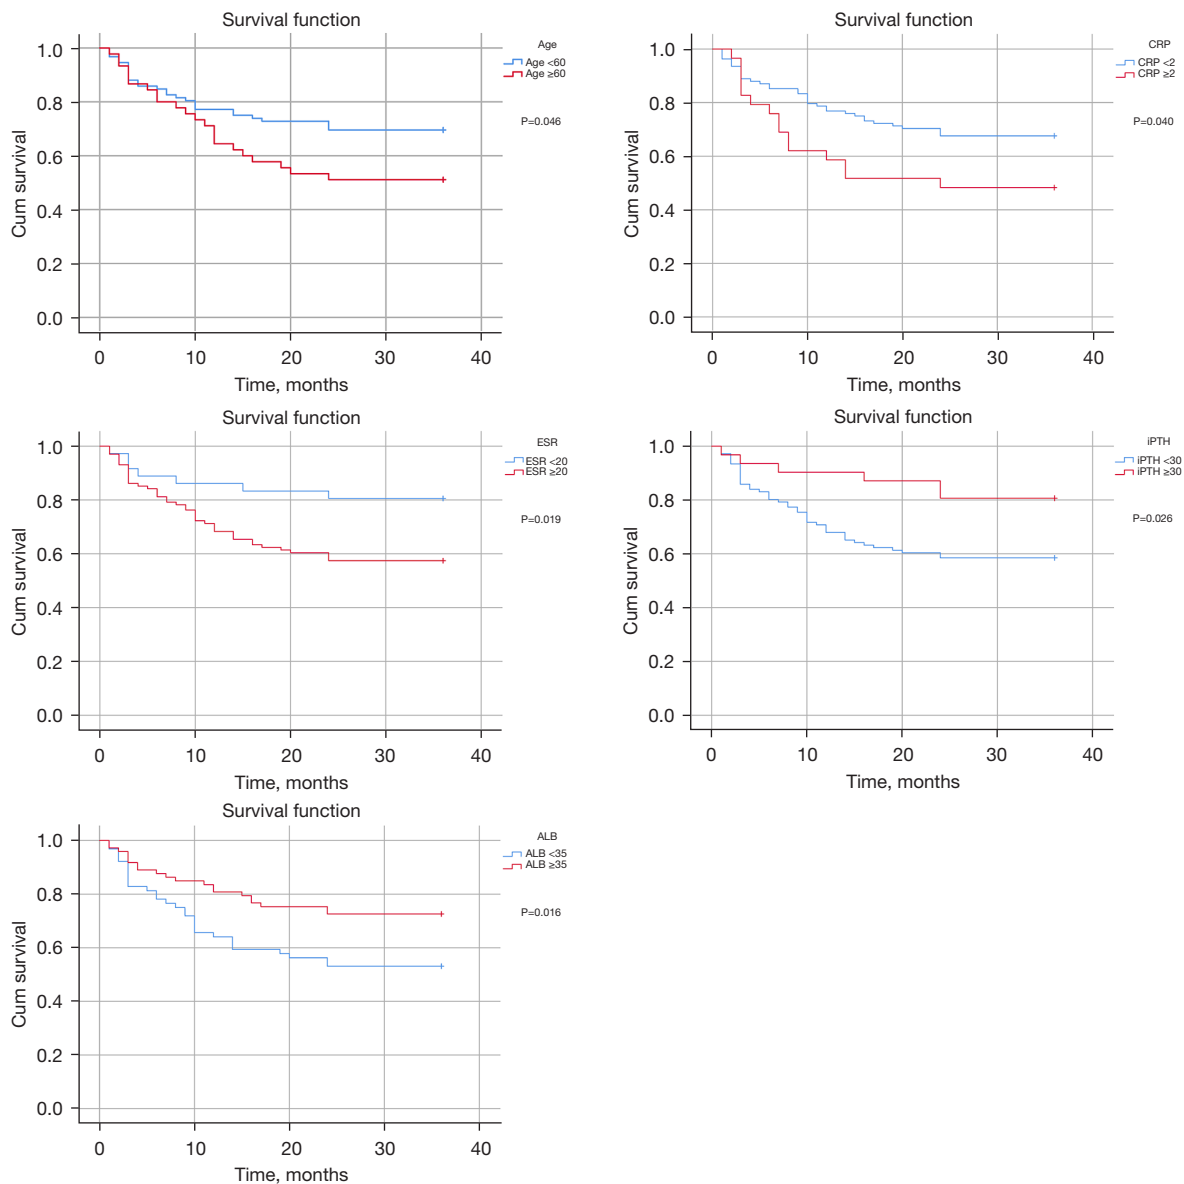 Survival function
1.0
0.8
0.6
0.4
0.2
0.0
Cum survival
0 10 20 30 40
Time, months
Age
Age <60
Age ≥60
P=0.046
Survival function
1.0
0.8
0.6
0.4
0.2
0.0
Cum survival
0 10 20 30 40
Time, months
CRP
CRP <2
CRP ≥2
P=0.040
Survival function
1.0
0.8
0.6
0.4
0.2
0.0
Cum survival
0 10 20 30 40
Time, months
ESR
ESR <20
ESR ≥20
P=0.019
Survival function
1.0
0.8
0.6
0.4
0.2
0.0
Cum survival
0 10 20 30 40
Time, months
iPTH
iPTH <30
iPTH ≥30
P=0.026
Survival function
1.0
0.8
0.6
0.4
0.2
0.0
Cum survival
0 10 20 30 40
Time, months
ALB
ALB <35
ALB ≥35
P=0.016